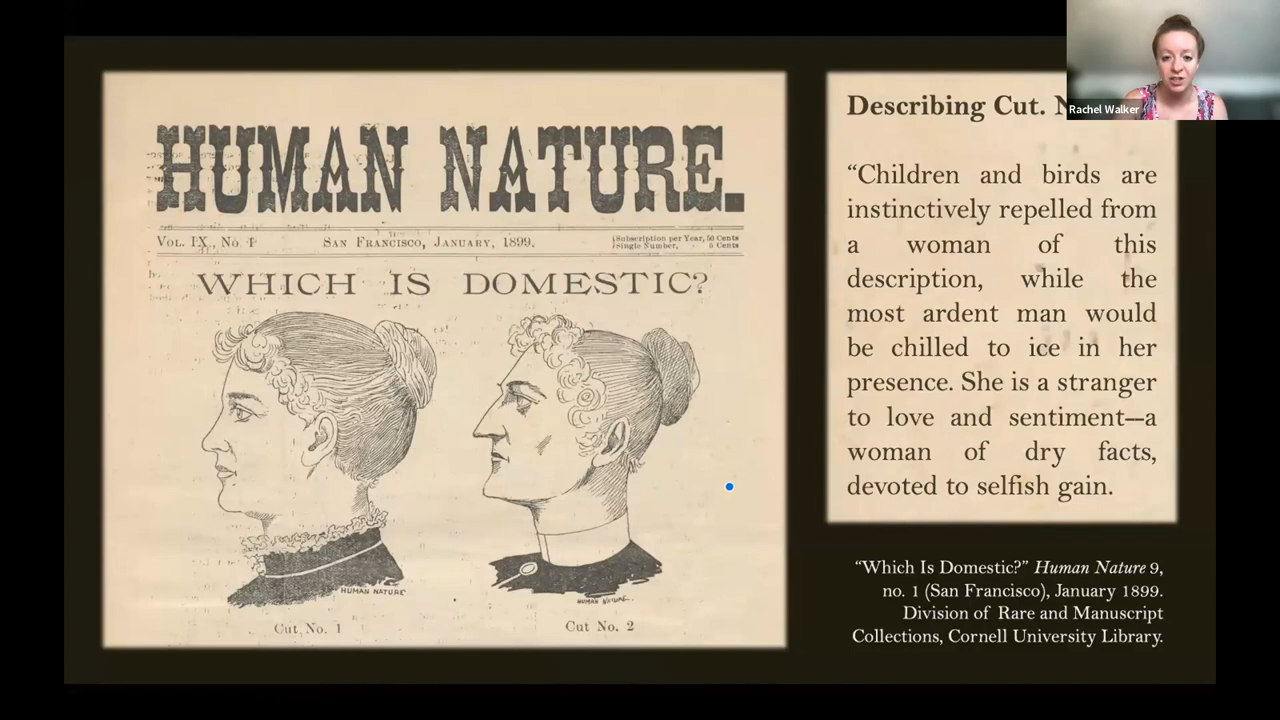 HUMAN NATURE.
VOL. IX., NO. 1
SAN FRANCISCO, JANUARY, 1899.
Subscription per Year, 50 Cents
Single Number, - 5 Cents
WHICH IS DOMESTIC?
HUMAN NATURE
HUMAN NATURE
Cut, No. 1
Cut No. 2
Rachel Walker
Describing Cut.
“Children and birds are
instinctively repelled from
a woman of this
description, while the
most ardent man would
be chilled to ice in her
presence. She is a stranger
to love and sentiment—a
woman of dry facts,
devoted to selfish gain.
“Which Is Domestic?” Human Nature 9,
no. 1 (San Francisco), January 1899.
Division of Rare and Manuscript
Collections, Cornell University Library.